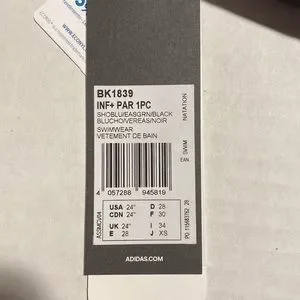 BK1839
INF+ PAR 1PC
SHOBLU/EASGRN/BLACK
BLUCHO/VEREAS/NOIR
SWIMWEAR
VETEMENT DE BAIN
NATATION
SWIM
EAN
4 057288 945819
USA 24" D 28
CDN 24" F 30
UK 24" I 34
E 28 J XS
ADIDAS.COM